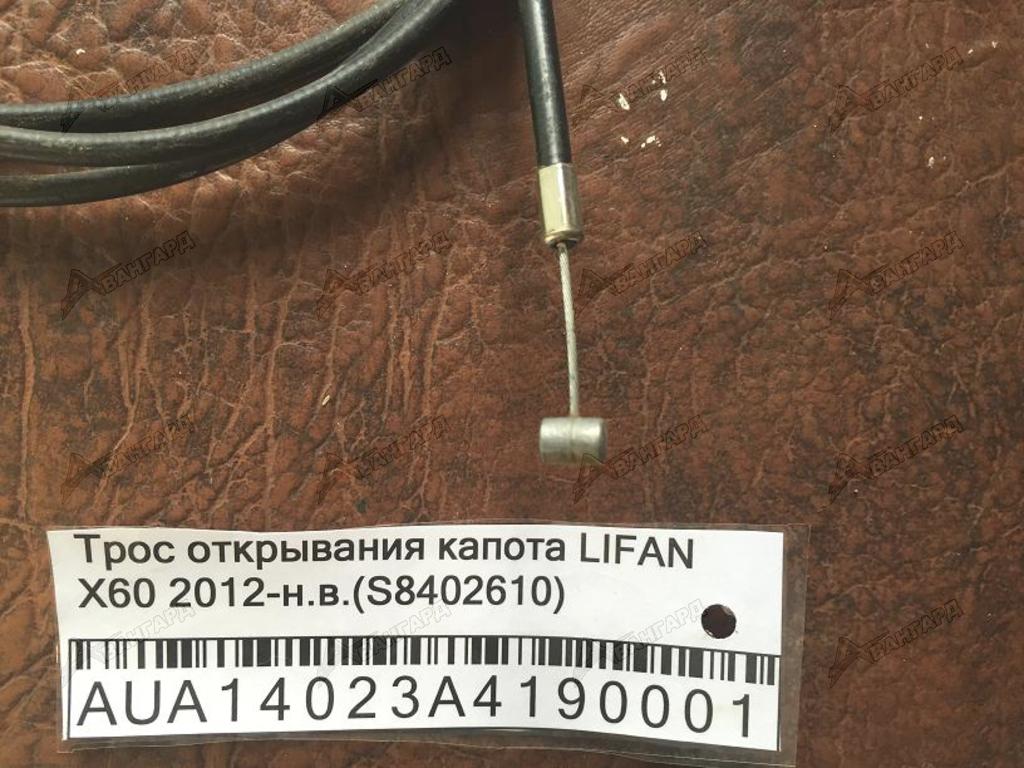 Трос открывания капота LIFAN
X60 2012-н.в.(S8402610)
AUA14023A4190001
АВАНГАРД